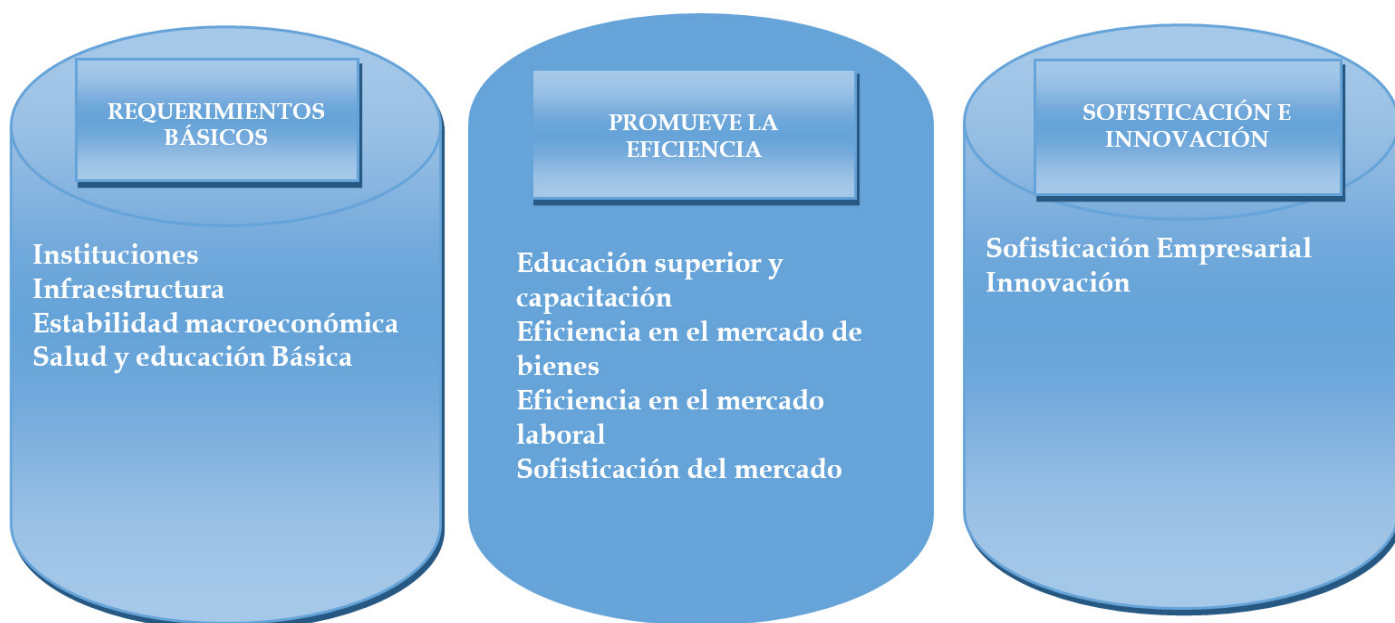 REQUERIMIENTOS
BÁSICOS
Instituciones
Infraestructura
Estabilidad macroeconómica
Salud y educación Básica
PROMUEVE LA
EFICIENCIA
Educación superior y
capacitación
Eficiencia en el mercado de
bienes
Eficiencia en el mercado
laboral
Sofisticación del mercado
SOFISTICACIÓN E
INNOVACIÓN
Sofisticación Empresarial
Innovación